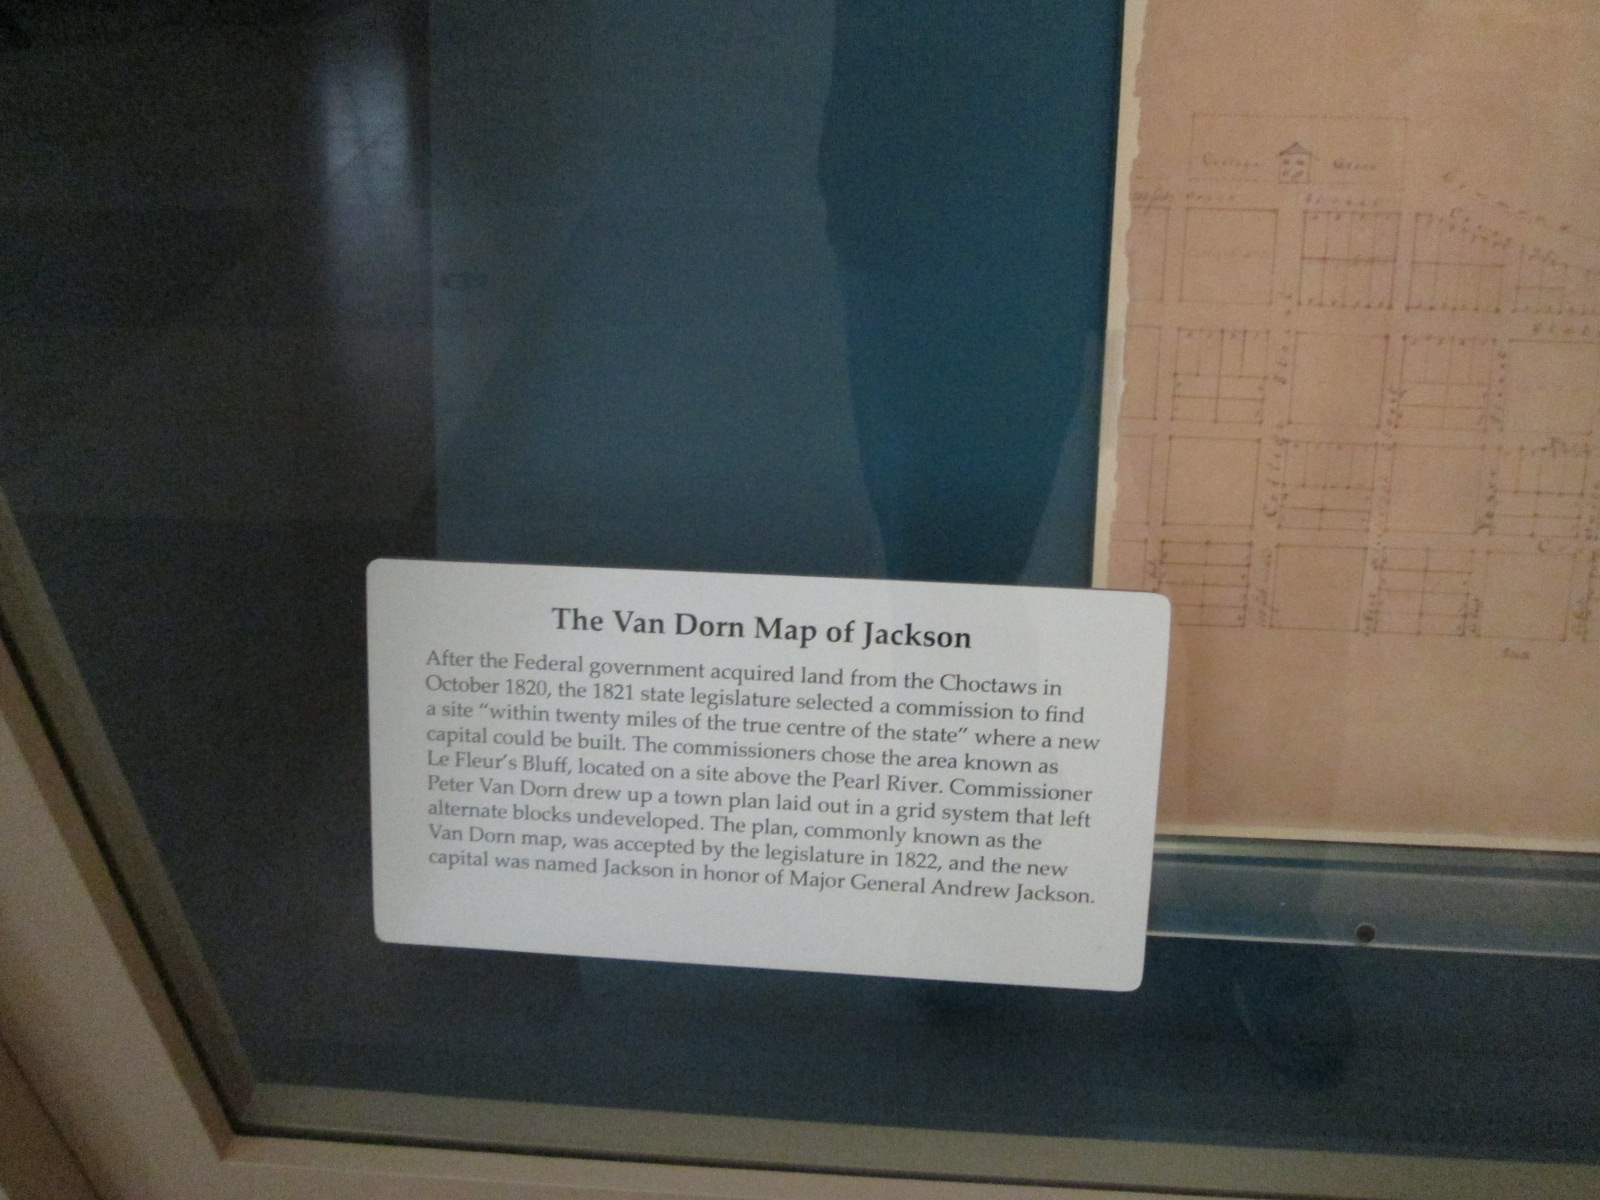 The Van Dorn Map of Jackson
After the Federal government acquired land from the Choctaws in
October 1820, the 1821 state legislature selected a commission to find
a site “within twenty miles of the true centre of the state” where a new
capital could be built. The commissioners chose the area known as
Le Fleur's Bluff, located on a site above the Pearl River. Commissioner
Peter Van Dorn drew up a town plan laid out in a grid system that left
alternate blocks undeveloped. The plan, commonly known as the
Van Dorn map, was accepted by the legislature in 1822, and the new
capital was named Jackson in honor of Major General Andrew Jackson.
College Green